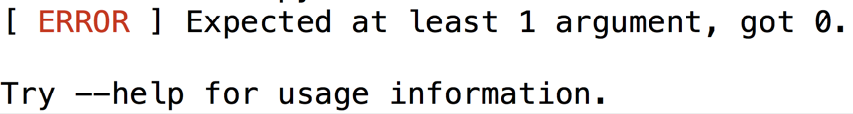 [ ERROR ] Expected at least 1 argument, got 0.
Try --help for usage information.